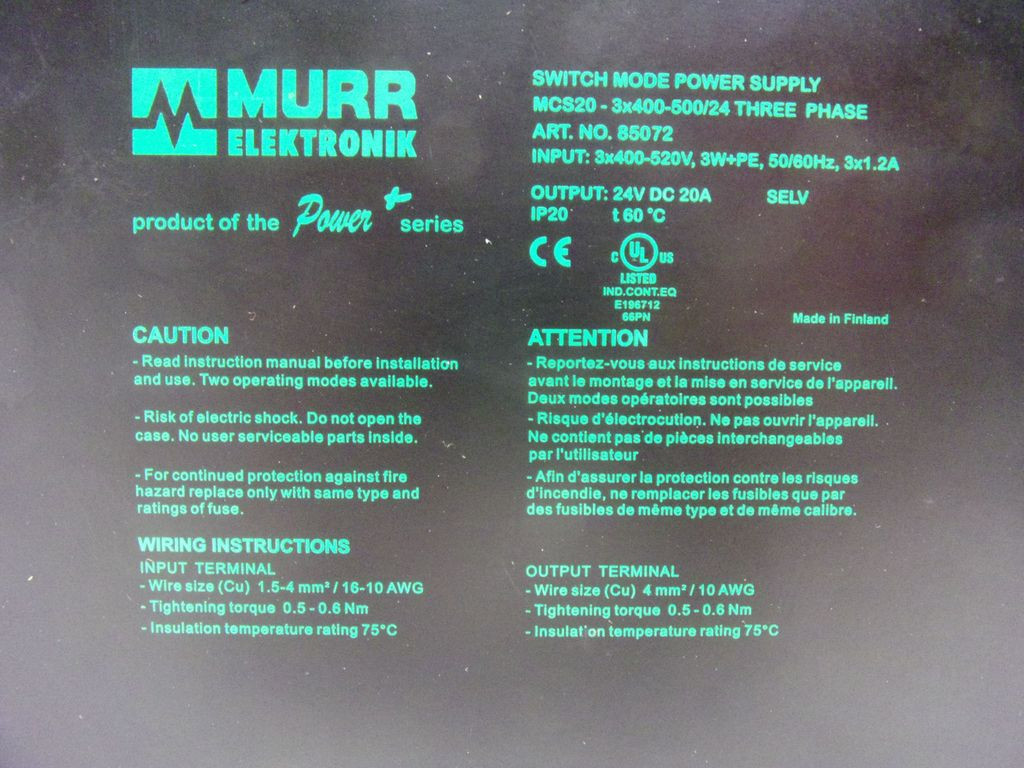 MURR
ELEKTRONIK
product of the Power+ series
SWITCH MODE POWER SUPPLY
MCS20 - 3x400-500/24 THREE PHASE
ART. NO. 85072
INPUT: 3x400-520V, 3W+PE, 50/60Hz, 3x1.2A
OUTPUT: 24V DC 20A SELV
IP20 t 60 °C
CE C UL US
LISTED
IND.CONT.EQ
E196712
66PN
Made in Finland
CAUTION
- Read instruction manual before installation
and use. Two operating modes available.
- Risk of electric shock. Do not open the
case. No user serviceable parts inside.
- For continued protection against fire
hazard replace only with same type and
ratings of fuse.
ATTENTION
- Reportez-vous aux instructions de service
avant le montage et la mise en service de l'appareil.
Deux modes opératoires sont possibles
- Risque d'électrocution. Ne pas ouvrir l'appareil.
Ne contient pas de pièces interchangeables
par l'utilisateur
- Afin d'assurer la protection contre les risques
d'incendie, ne remplacer les fusibles que par
des fusibles de même type et de même calibre.
WIRING INSTRUCTIONS
INPUT TERMINAL
- Wire size (Cu) 1.5-4 mm² / 16-10 AWG
- Tightening torque 0.5 - 0.6 Nm
- Insulation temperature rating 75°C
OUTPUT TERMINAL
- Wire size (Cu) 4 mm² / 10 AWG
- Tightening torque 0.5 - 0.6 Nm
- Insulation temperature rating 75°C